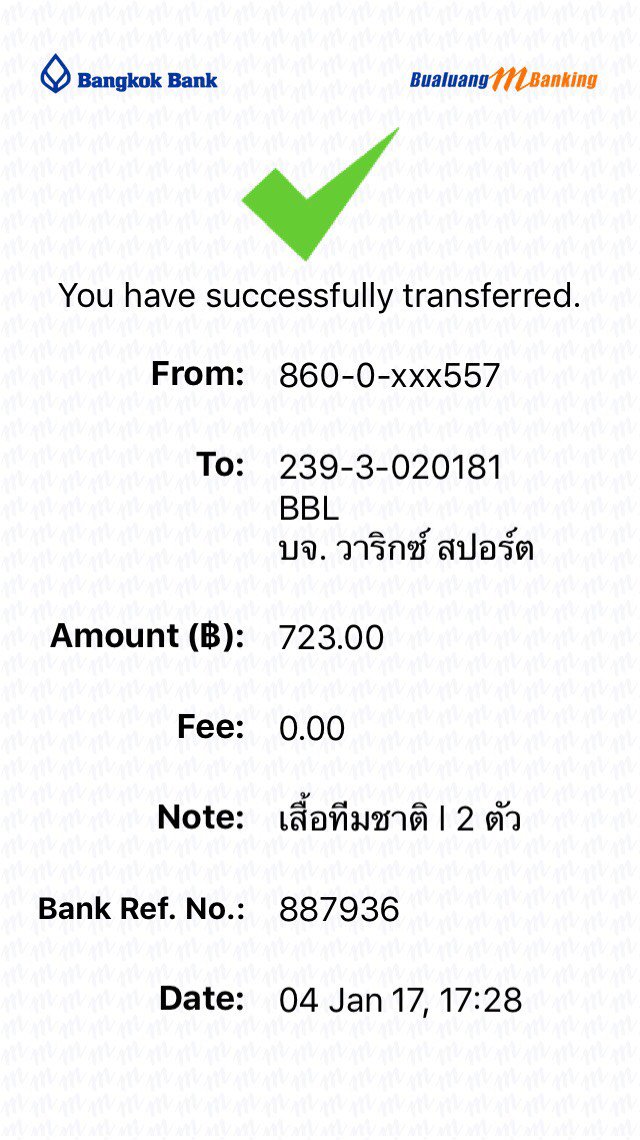 Bangkok Bank
Bualuang mBanking
You have successfully transferred.
From: 860-0-xxx557
To: 239-3-020181
BBL
บจ. วาริกซ์ สปอร์ต
Amount (฿): 723.00
Fee: 0.00
Note: เสื้อทีมชาติ l 2 ตัว
Bank Ref. No.: 887936
Date: 04 Jan 17, 17:28